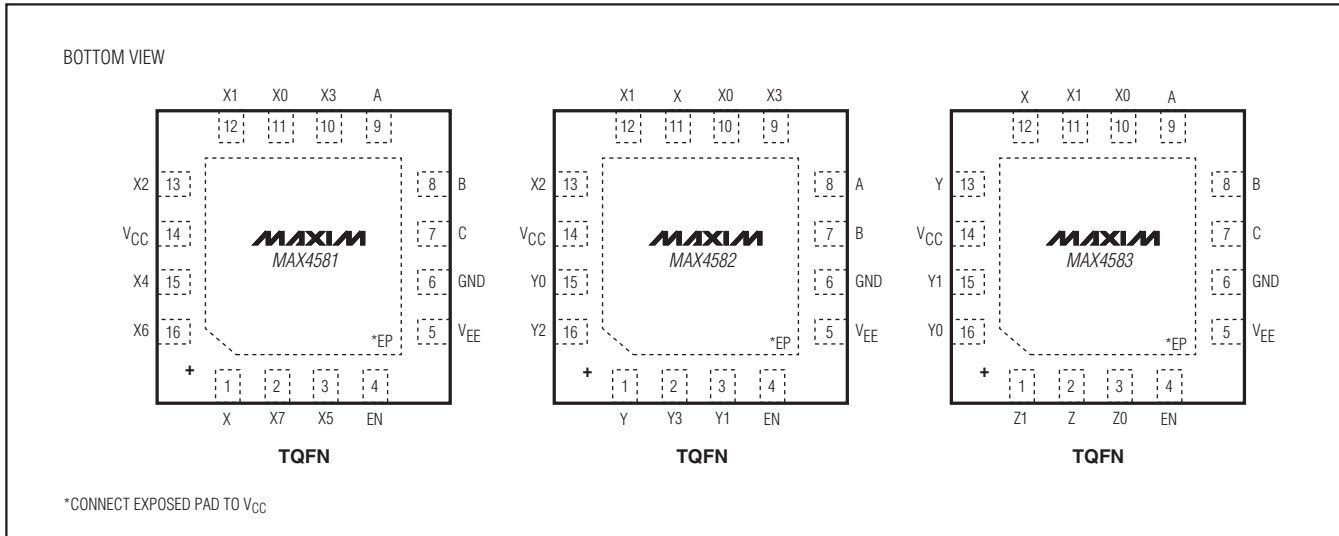 BOTTOM VIEW
X1 X0 X3 A
12 11 10 9
X2 13 8 B
VCC 14 7 C
X4 15 6 GND
X6 16 5 VEE
MAXIM
MAX4581
*EP
+
1 2 3 4
X X7 X5 EN
TQFN
X1 X X0 X3
12 11 10 9
X2 13 8 A
VCC 14 7 B
Y0 15 6 GND
Y2 16 5 VEE
MAXIM
MAX4582
*EP
+
1 2 3 4
Y Y3 Y1 EN
TQFN
X X1 X0 A
12 11 10 9
Y 13 8 B
VCC 14 7 C
Y1 15 6 GND
Y0 16 5 VEE
MAXIM
MAX4583
*EP
+
1 2 3 4
Z1 Z Z0 EN
TQFN
*CONNECT EXPOSED PAD TO VCC